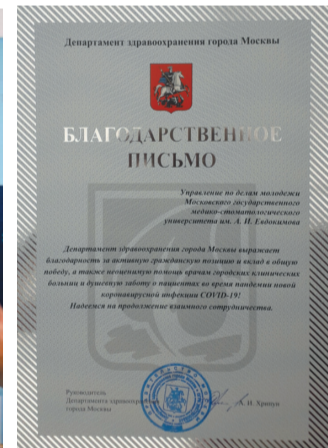 Департамент здравоохранения города Москвы
БЛАГОДАРСТВЕННОЕ
ПИСЬМО
Управление по делам молодежи
Московского государственного
медико-стоматологического
университета им. А. И. Евдокимова
Департамент здравоохранения города Москвы выражает
благодарность за активную гражданскую позицию и вклад в общую
победу, а также неоценимую помощь врачам городских клинических
больниц и душевную заботу о пациентах во время пандемии новой
коронавирусной инфекции COVID-19!
Надеемся на продолжение взаимного сотрудничества.
Руководитель
Департамента здравоохр
города Москвы
А. И. Хрипун